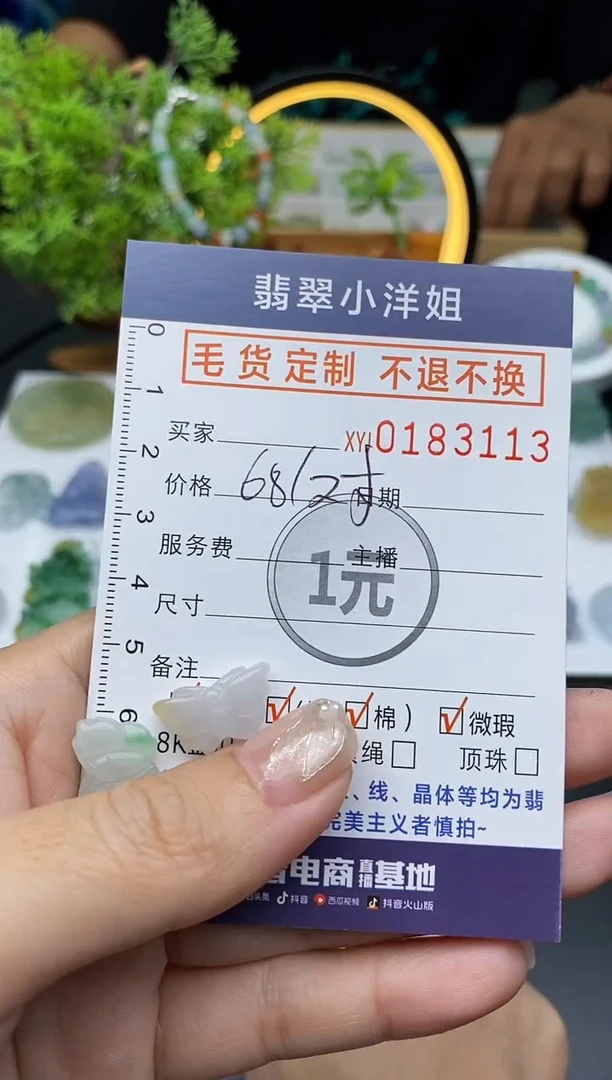 翡翠小洋姐
毛货定制 不退不换
买家 XYJ0183113
价格 68/2寸 日期
服务费 主播
1元
尺寸
备注
棉） 微瑕
8K 绳 顶珠
、线、晶体等均为翡
完美主义者慎拍~
电商直播基地
头条 抖音 西瓜视频 抖音火山版
0
1
2
3
4
5
6